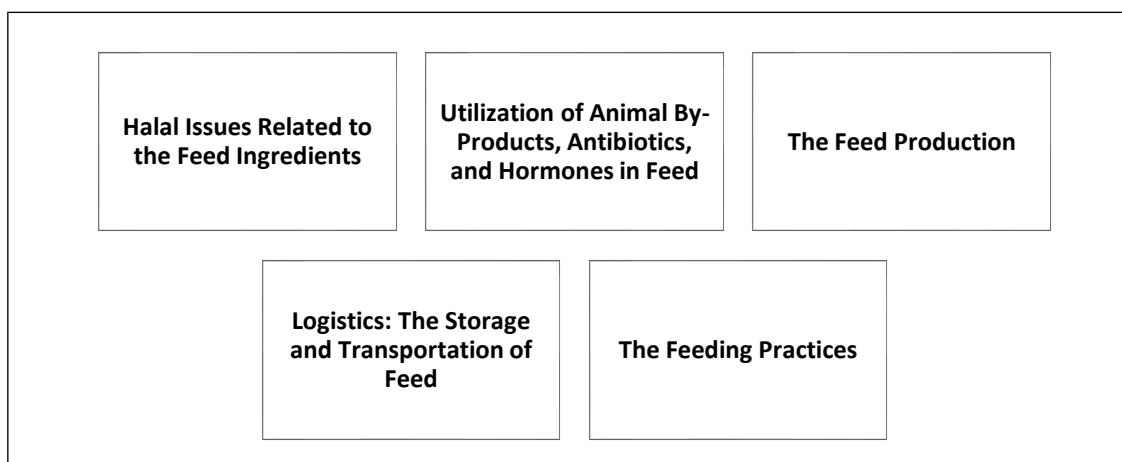 Halal Issues Related to
the Feed Ingredients
Utilization of Animal By-
Products, Antibiotics,
and Hormones in Feed
The Feed Production
Logistics: The Storage
and Transportation of
Feed
The Feeding Practices